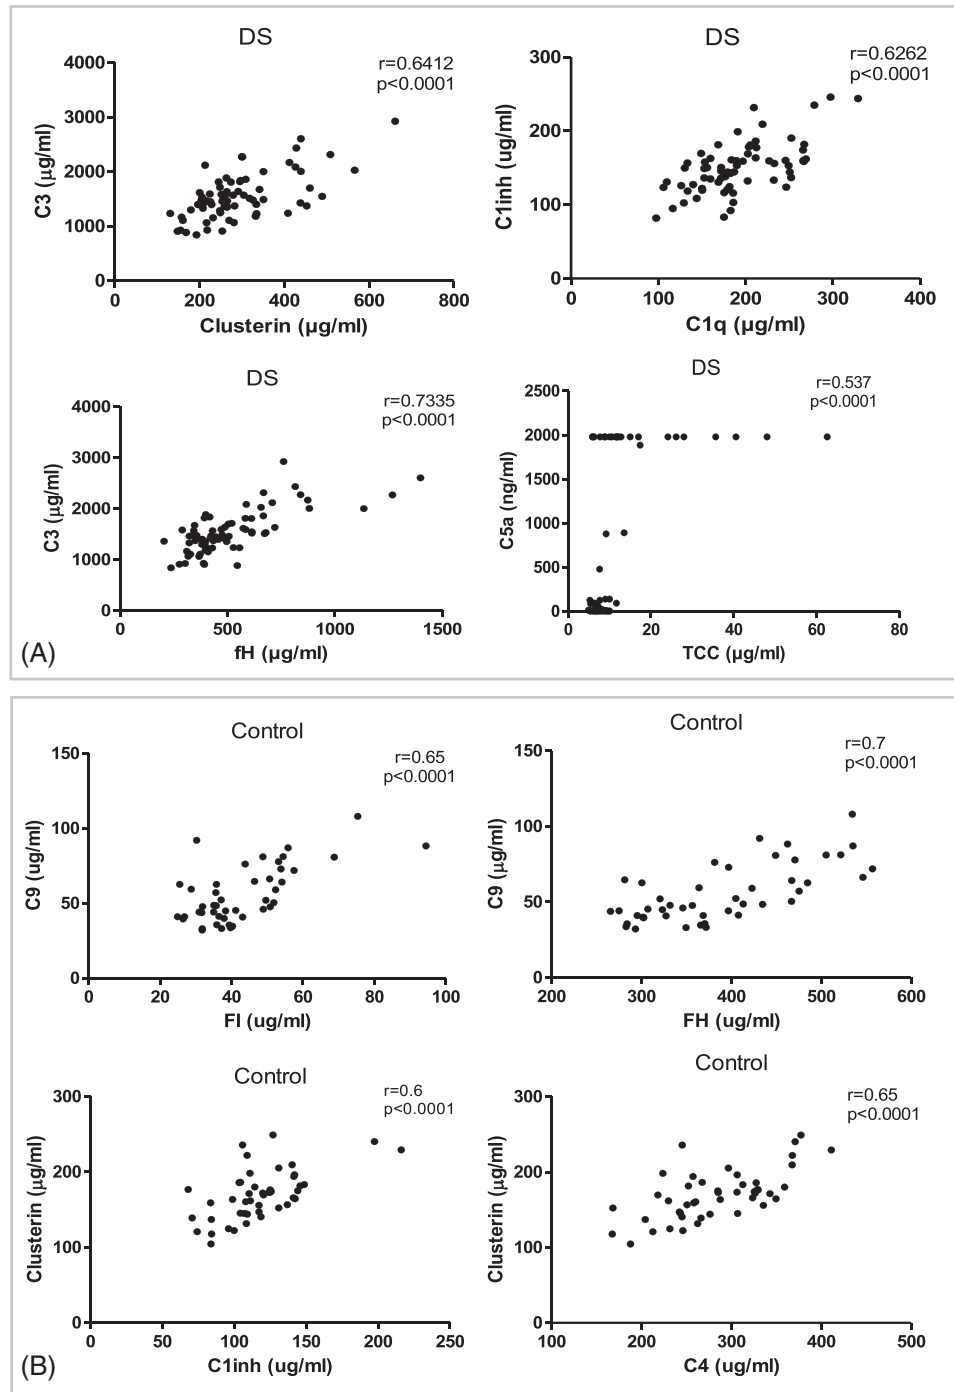 DS
r=0.6412
p<0.0001
C3 (µg/ml)
4000
3000
2000
1000
0
0 200 400 600 800
Clusterin (µg/ml)
DS
r=0.6262
p<0.0001
C1inh (ug/ml)
300
200
100
0
0 100 200 300 400
C1q (µg/ml)
DS
r=0.7335
p<0.0001
C3 (µg/ml)
4000
3000
2000
1000
0
0 500 1000 1500
fH (µg/ml)
DS
r=0.537
p<0.0001
C5a (ng/ml)
2500
2000
1500
1000
500
0
0 20 40 60 80
TCC (µg/ml)
(A)
Control
r=0.65
p<0.0001
C9 (ug/ml)
150
100
50
0
0 20 40 60 80 100
FI (ug/ml)
Control
r=0.7
p<0.0001
C9 (µg/ml)
150
100
50
0
200 300 400 500 600
FH (ug/ml)
Control
r=0.6
p<0.0001
Clusterin (µg/ml)
300
200
100
0
0 50 100 150 200 250
C1inh (ug/ml)
Control
r=0.65
p<0.0001
Clusterin (µg/ml)
300
200
100
0
100 200 300 400 500
C4 (ug/ml)
(B)